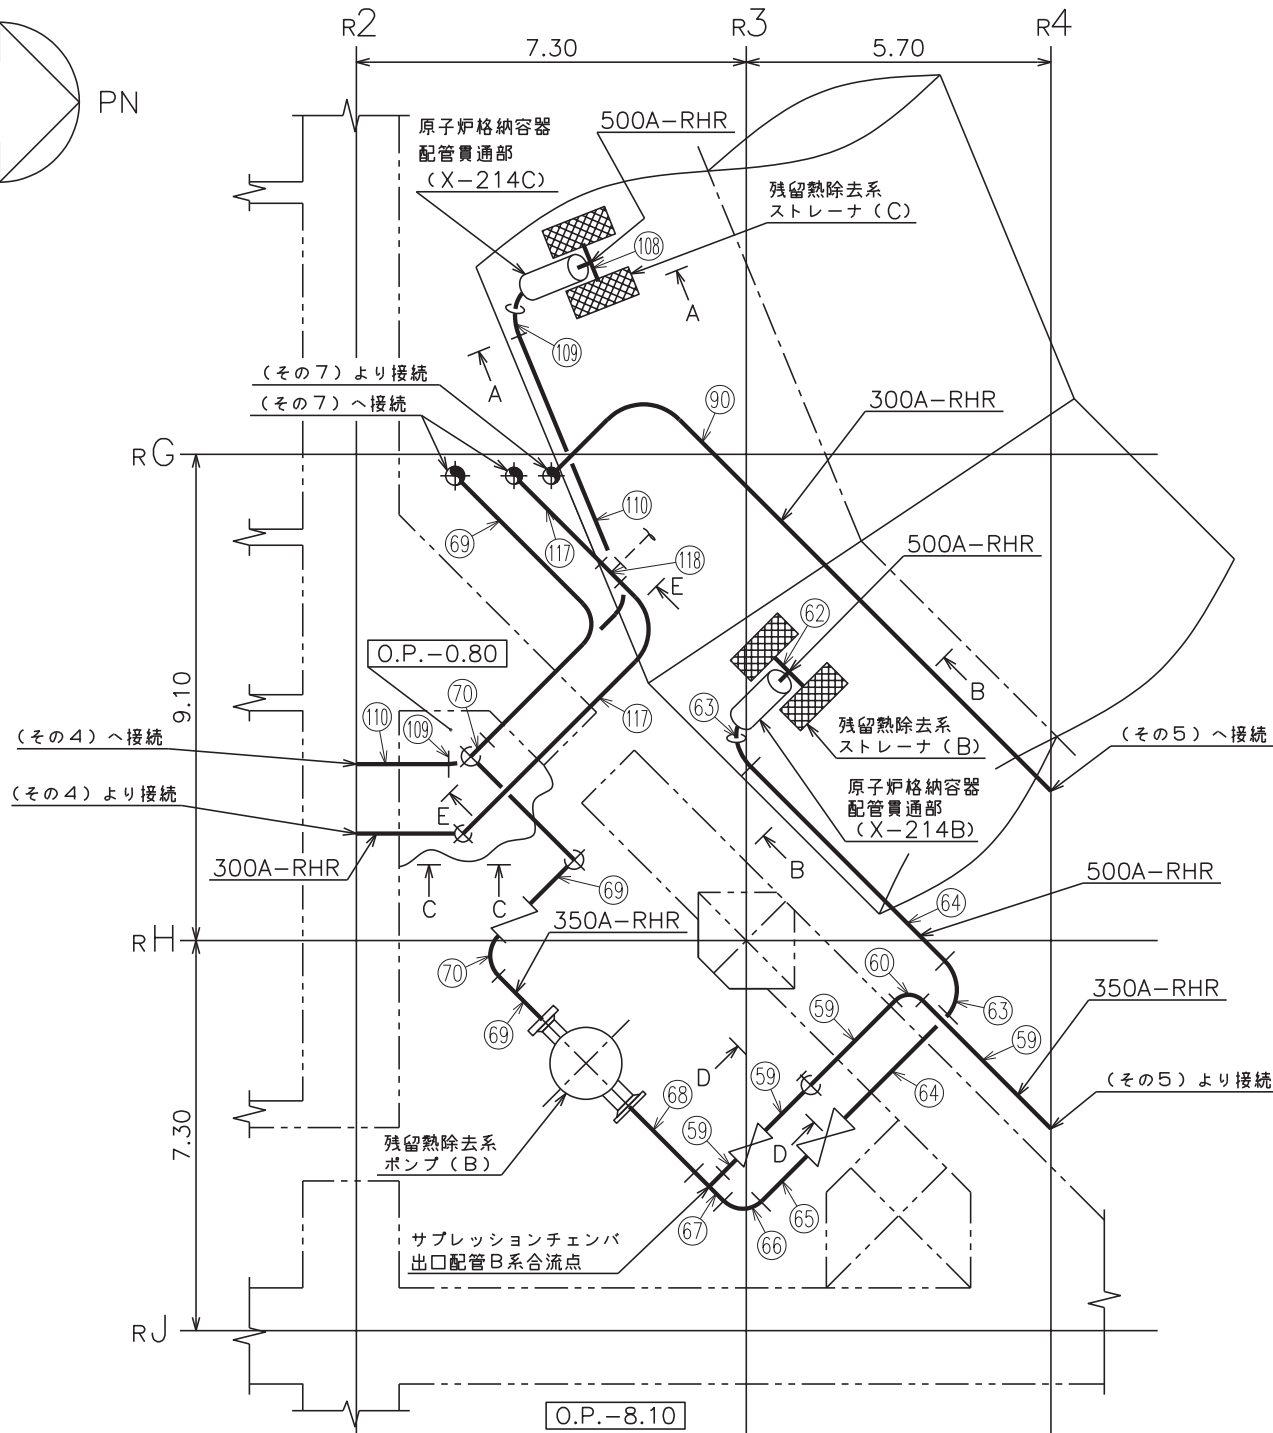 R2
R3
R4
7.30
5.70
PN
原子炉格納容器
配管貫通部
（X-214C）
500A-RHR
残留熱除去系
ストレーナ（C）
108
A
109
A
（その７）より接続
（その７）へ接続
90
300A-RHR
RG
110
69
117
118
500A-RHR
E
62
O.P.-0.80
B
9.10
70
63
117
110
109
残留熱除去系
ストレーナ（B）
（その４）へ接続
（その５）へ接続
（その４）より接続
原子炉格納容器
配管貫通部
（X-214B）
E
300A-RHR
B
500A-RHR
C
C
69
64
350A-RHR
RH
70
60
350A-RHR
63
59
69
59
D
59
（その５）より接続
68
64
7.30
59
D
残留熱除去系
ポンプ（B）
67
65
66
サプレッションチェンバ
出口配管B系合流点
RJ
O.P.-8.10